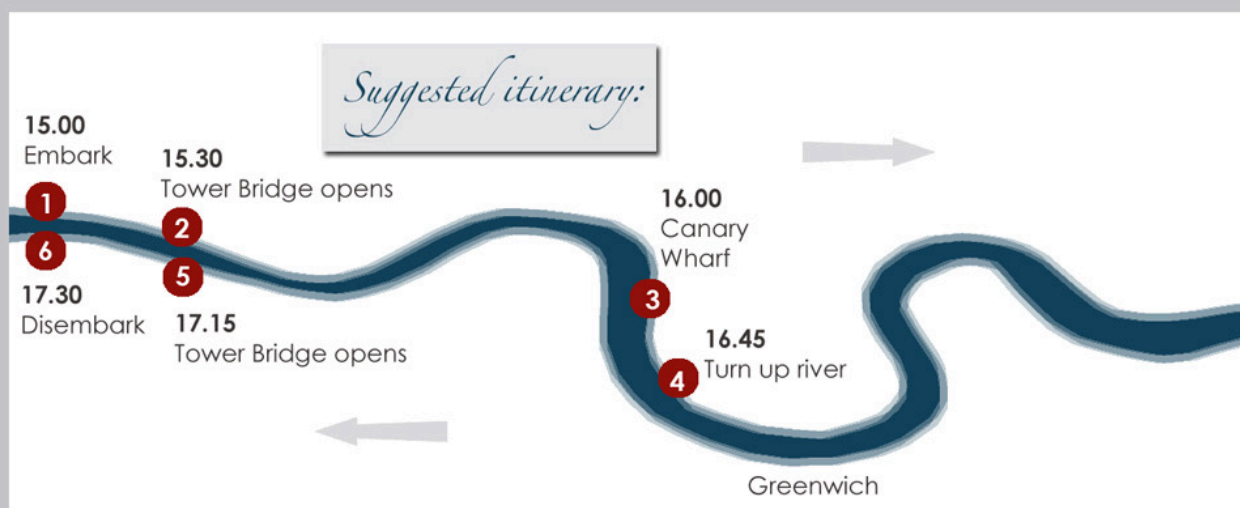 Suggested itinerary:
15.00
Embark
1
15.30
Tower Bridge opens
2
16.00
Canary
Wharf
3
16.45
Turn up river
4
5
17.15
Tower Bridge opens
6
17.30
Disembark
Greenwich